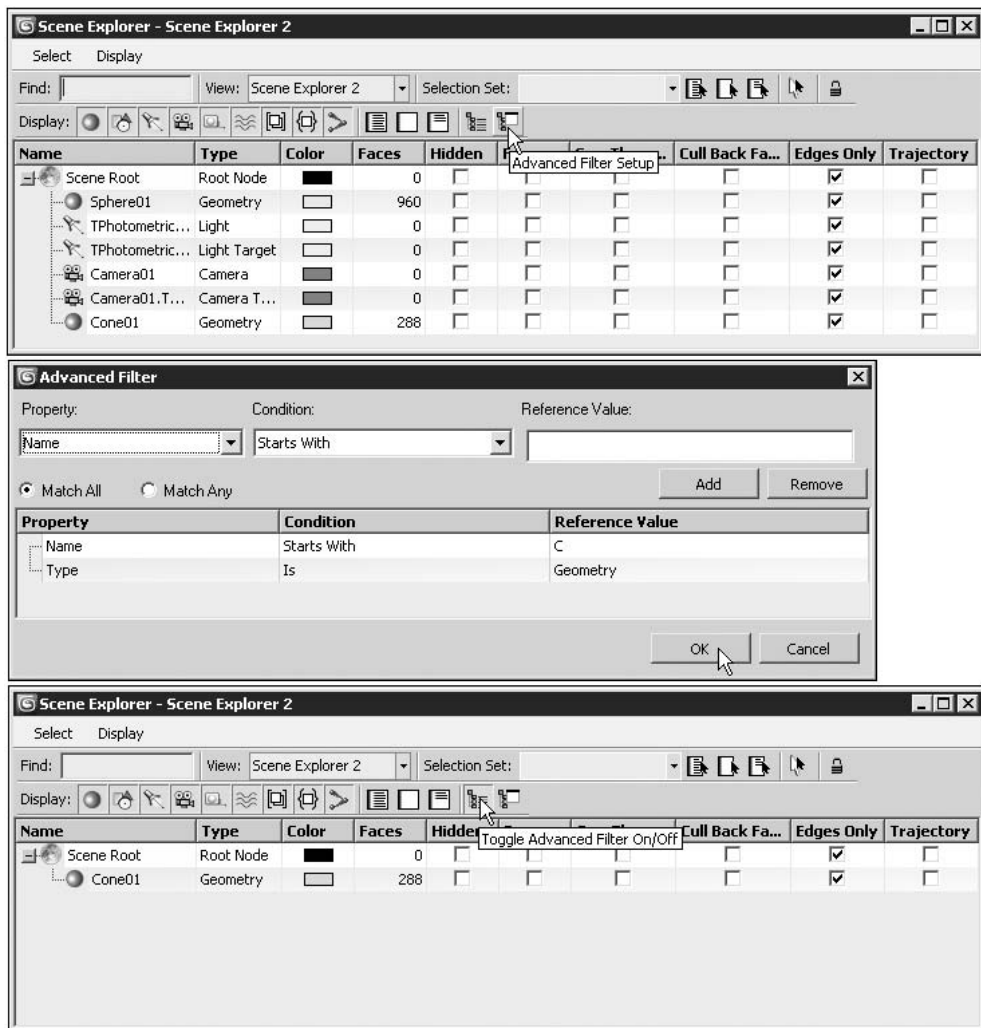 Scene Explorer - Scene Explorer 2
Select Display
Find: View: Scene Explorer 2 Selection Set:
Display:
Advanced Filter Setup
Name Type Color Faces Hidden Cull Back Fa... Edges Only Trajectory
Scene Root Root Node 0
Sphere01 Geometry 960
TPhotometric... Light 0
TPhotometric... Light Target 0
Camera01 Camera 0
Camera01.T... Camera T... 0
Cone01 Geometry 288
Advanced Filter
Property: Condition: Reference Value:
Name Starts With
Match All Match Any Add Remove
Property Condition Reference Value
Name Starts With C
Type Is Geometry
OK Cancel
Scene Explorer - Scene Explorer 2
Select Display
Find: View: Scene Explorer 2 Selection Set:
Display:
Name Type Color Faces Hidden Cull Back Fa... Edges Only Trajectory
Toggle Advanced Filter On/Off
Scene Root Root Node 0
Cone01 Geometry 288